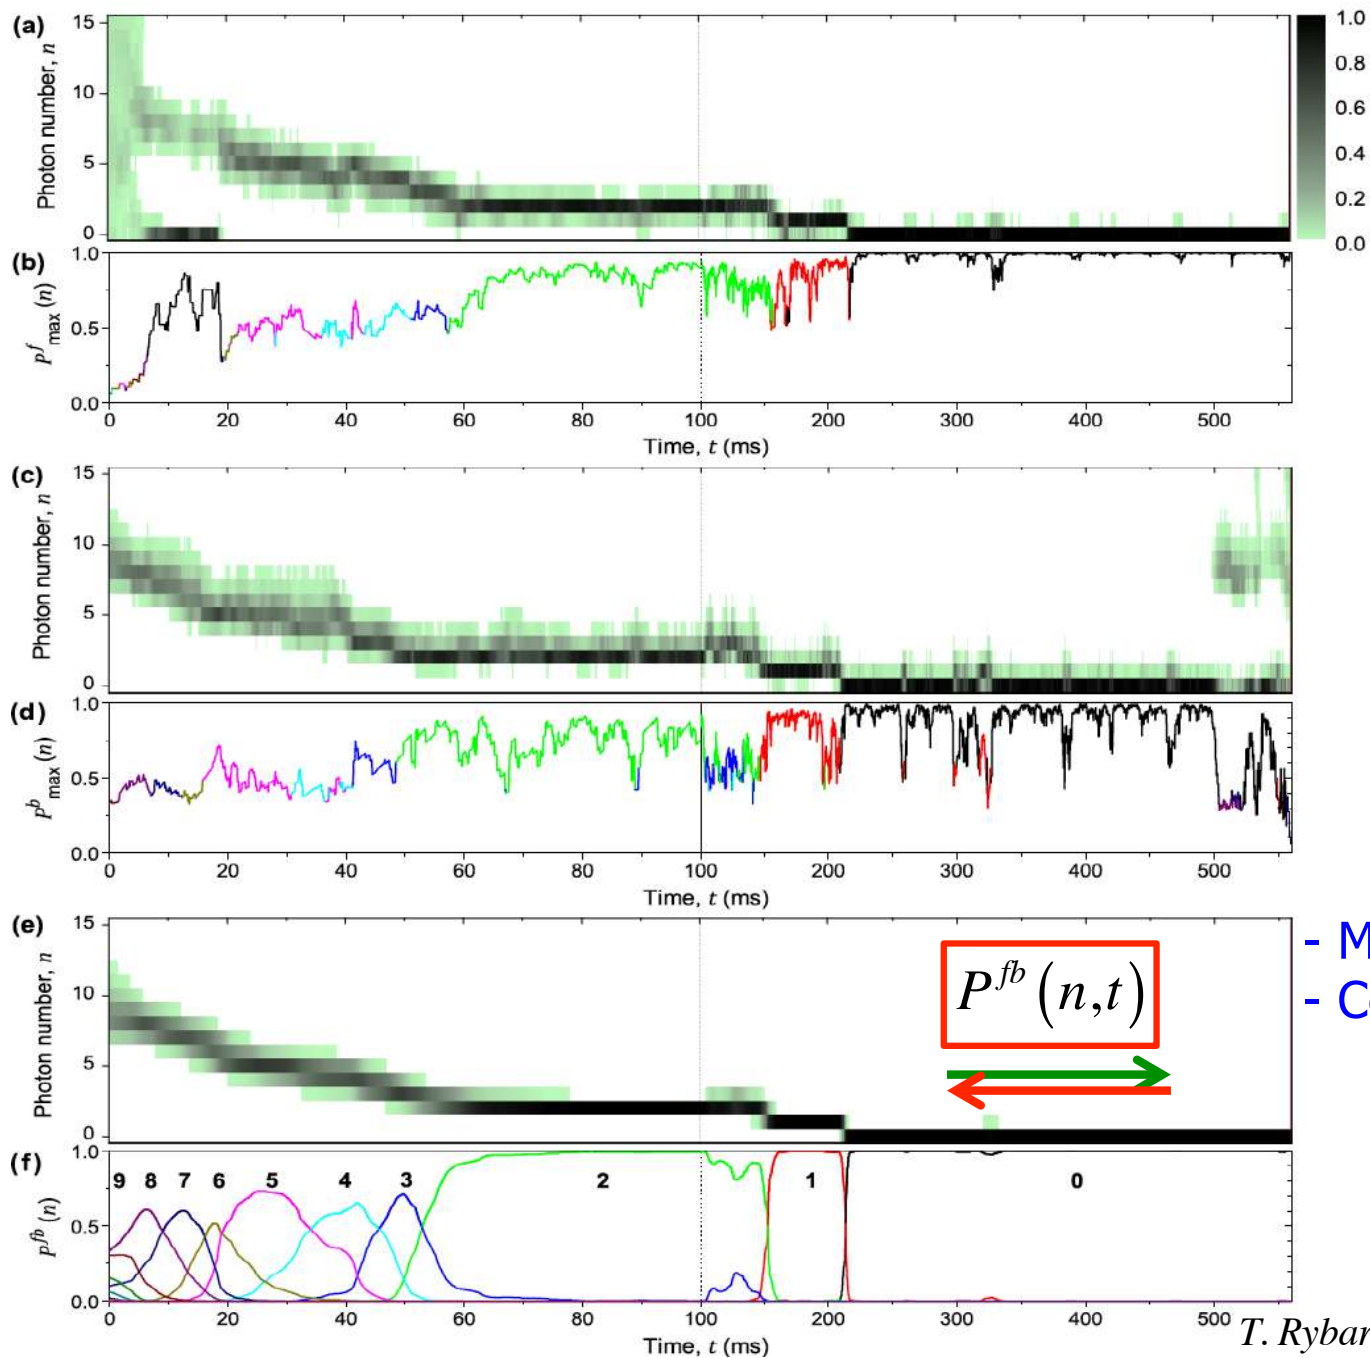 (a)
Photon number, n
15
10
5
0
1.0
0.8
0.6
0.4
0.2
0.0
(b)
p^f_max (n)
1.0
0.5
0.0
0 20 40 60 80 100 200 300 400 500
Time, t (ms)
(c)
Photon number, n
15
10
5
0
(d)
p^b_max (n)
1.0
0.5
0.0
0 20 40 60 80 100 200 300 400 500
Time, t (ms)
(e)
Photon number, n
15
10
5
0
P^fb (n,t)
- M
- C
(f)
p^fb (n)
1.0
0.5
0.0
9 8 7 6 5 4 3 2 1 0
0 20 40 60 80 100 200 300 400 500
Time, t (ms)
T. Rybar